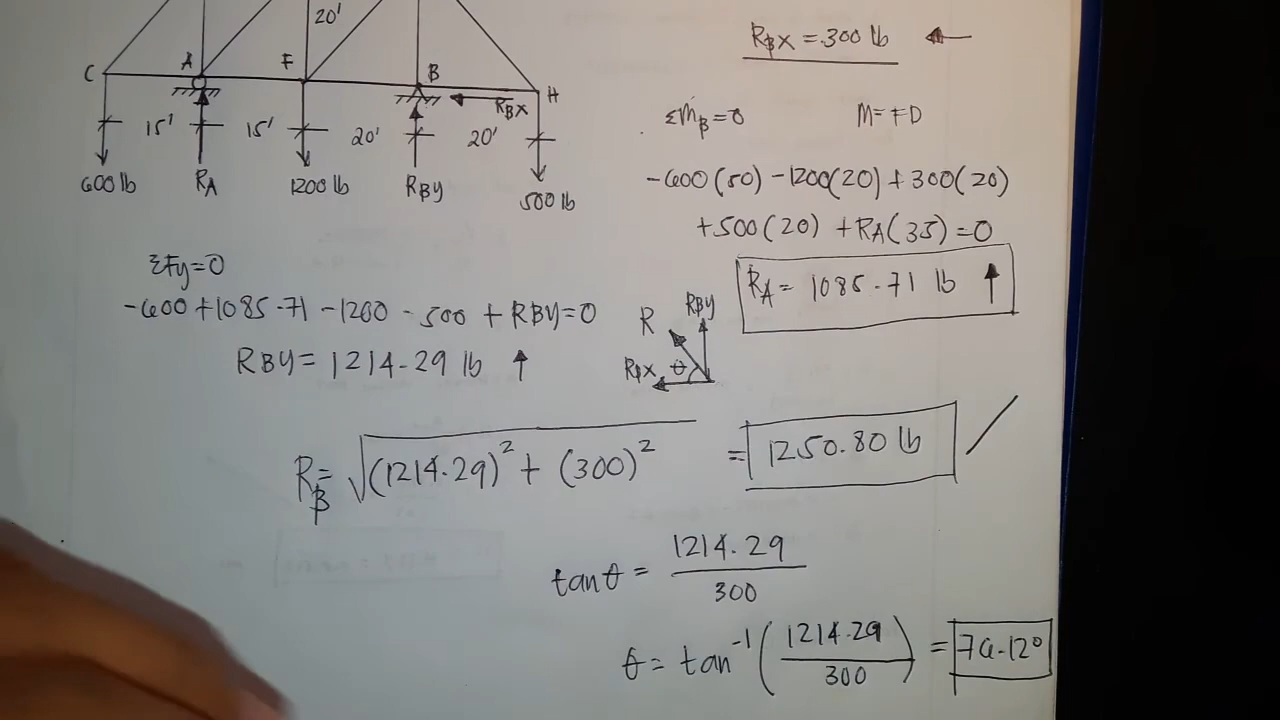 20'
C A F B H
RBX
15' 15' 20' 20'
600 lb RA 1200 lb RBY 500 lb
RBX = 300 lb ←
ΣMB=0 M=FD
-600(50) -1200(20) + 300(20)
+500(20) +RA(35)=0
RA= 1085.71 lb ↑
ΣFy=0
-600 +1085.71 -1200 -500 + RBY=0
RBY= 1214.29 lb ↑
RBY
R
RBX θ
RB= √(1214.29)² + (300)² = 1250.80 lb
tan θ = 1214.29
300
θ= tan⁻¹ (1214.29 / 300) = 76.12°